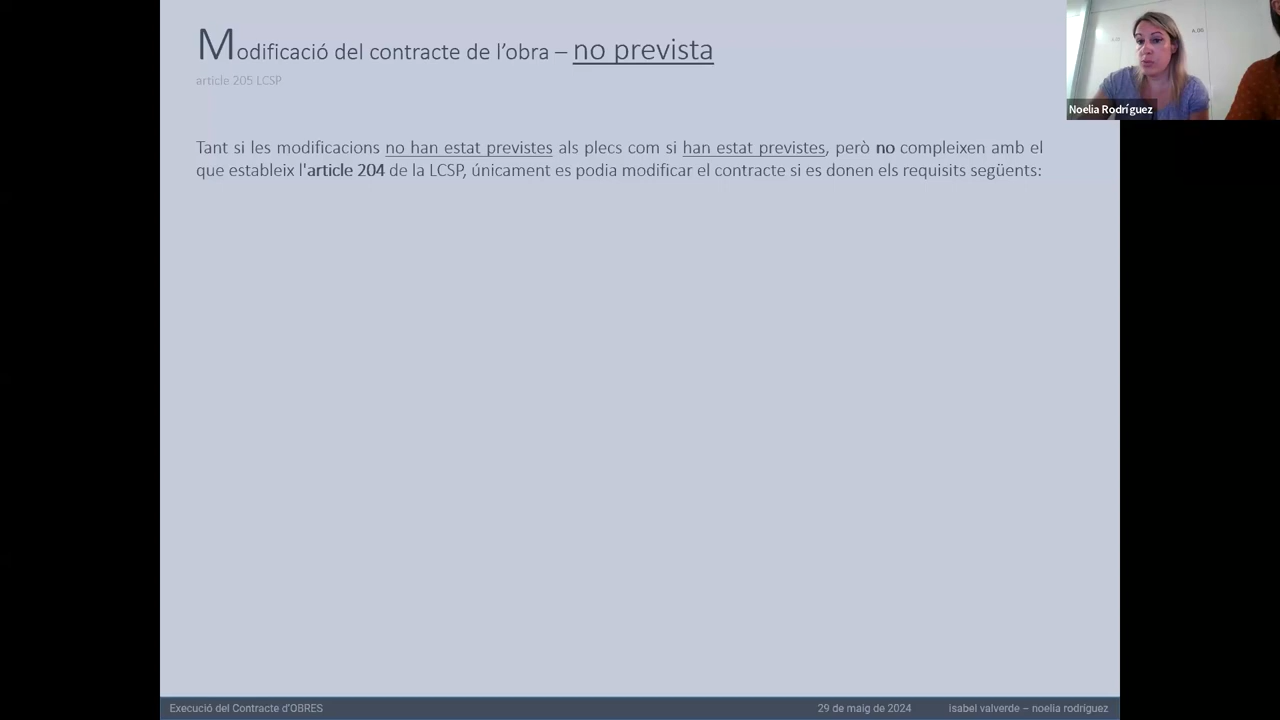 Modificació del contracte de l’obra – no prevista
article 205 LCSP
Noelia Rodríguez
Tant si les modificacions no han estat previstes als plecs com si han estat previstes, però no compleixen amb el
que estableix l'article 204 de la LCSP, únicament es podia modificar el contracte si es donen els requisits següents:
Execució del Contracte d'OBRES
29 de maig de 2024
isabel valverde – noelia rodríguez